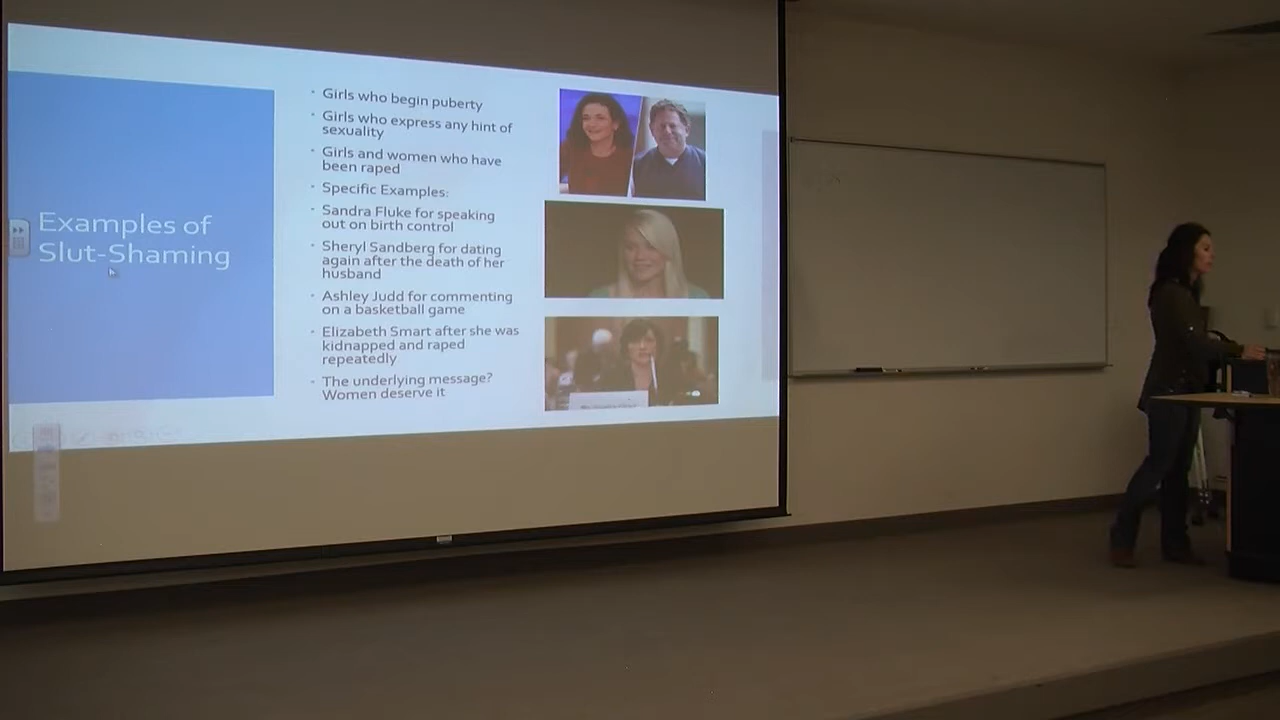 Examples of
Slut-Shaming
Girls who begin puberty
Girls who express any hint of
sexuality
Girls and women who have
been raped
Specific Examples:
Sandra Fluke for speaking
out on birth control
Sheryl Sandberg for dating
again after the death of her
husband
Ashley Judd for commenting
on a basketball game
Elizabeth Smart after she was
kidnapped and raped
repeatedly
The underlying message?
Women deserve it